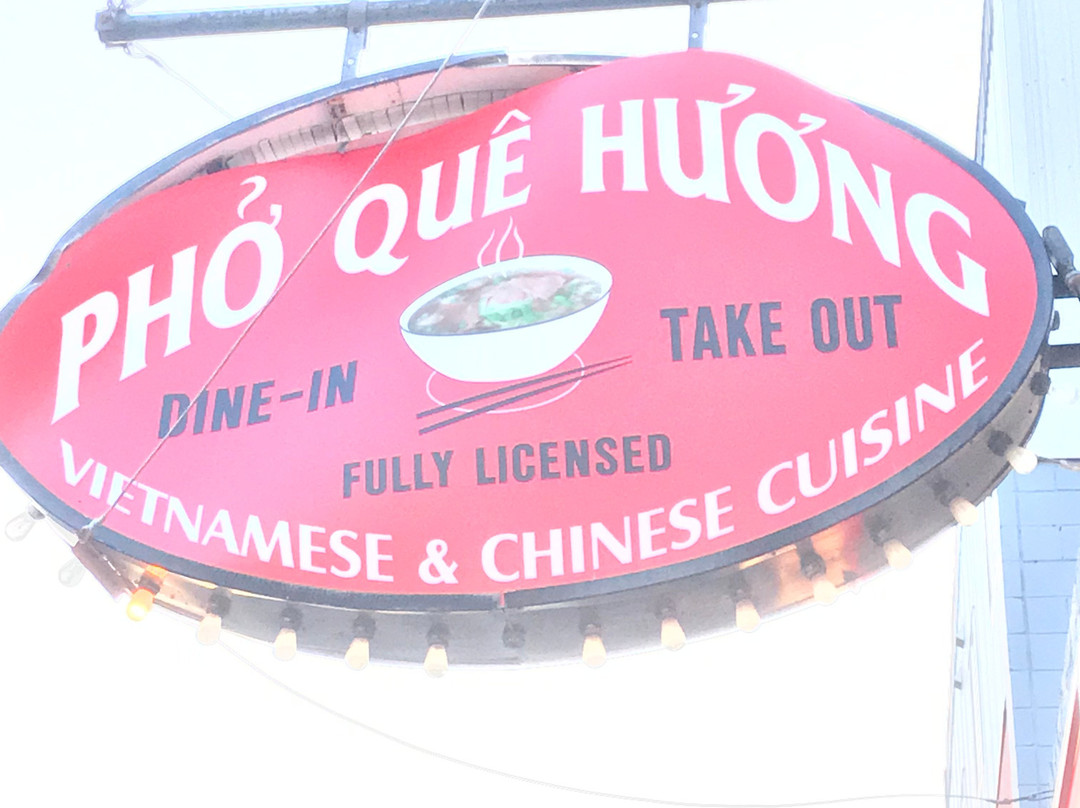 PHỞ QUÊ HƯƠNG
DINE-IN
TAKE OUT
FULLY LICENSED
VIETNAMESE & CHINESE CUISINE